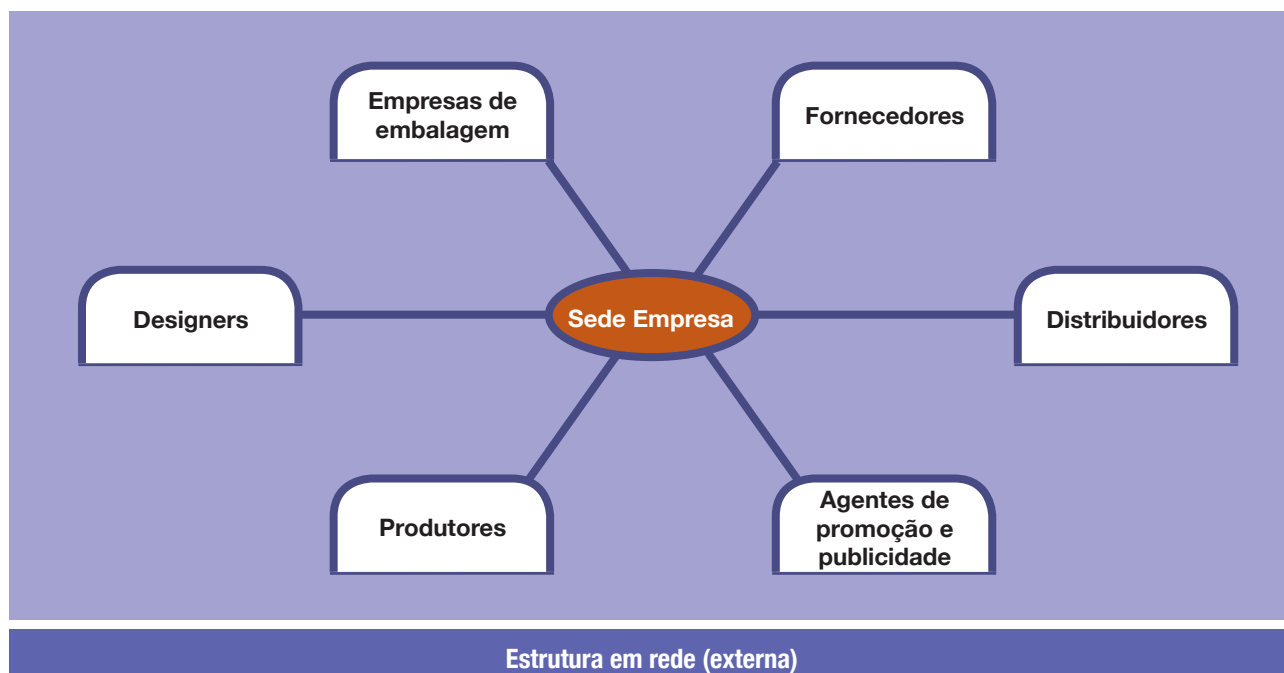 Empresas de
embalagem
Fornecedores
Designers
Sede Empresa
Distribuidores
Produtores
Agentes de
promoção e
publicidade
Estrutura em rede (externa)